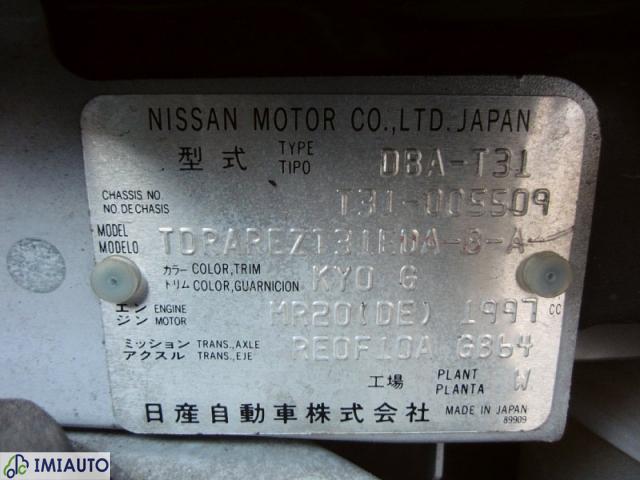 NISSAN MOTOR CO.,LTD.JAPAN
型式 TYPE TIPO DBA-T31
CHASSIS NO. NO.DE CHASIS T31-005509
MODEL MODELO TDRAREZT31EDA-B-A
カラー COLOR,TRIM
トリム COLOR,GUARNICION KY0 G
エンジン ENGINE MOTOR MR20(DE) 1997 CC
ミッション TRANS.,AXLE
アクスル TRANS.,EJE RE0F10A GB64
工場 PLANT PLANTA W
日産自動車株式会社 MADE IN JAPAN
89909
IMIAUTO